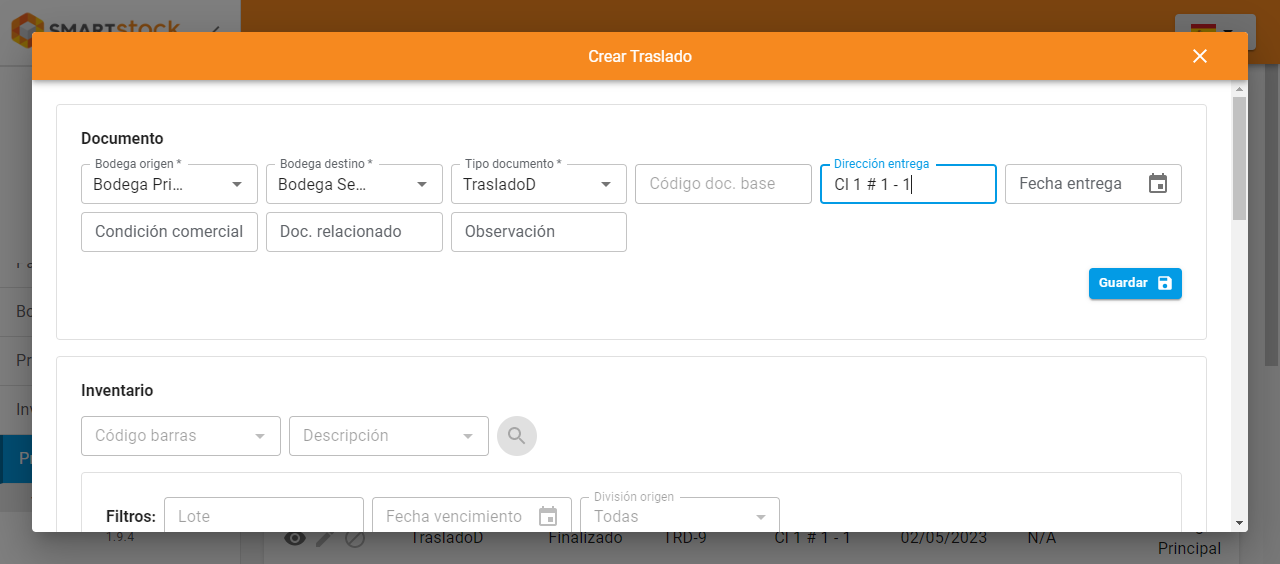 SMARTstock
Crear Traslado
Documento
Bodega origen * Bodega destino * Tipo documento * Dirección entrega
Bodega Pri... Bodega Se... TrasladoD Código doc. base Cl 1 # 1 - 1 Fecha entrega
Condición comercial Doc. relacionado Observación
Guardar
Bo
Pr
Inventario
Inv
Código barras Descripción
Pr
División origen
Filtros: Lote Fecha vencimiento Todas
1.9.4 TrasladoD Finalizado TRD-9 Cl 1 # 1 - 1 02/05/2023 N/A
Principal